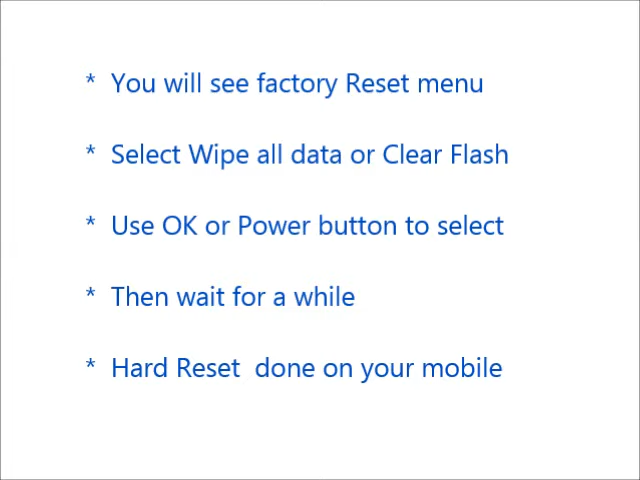 * You will see factory Reset menu
* Select Wipe all data or Clear Flash
* Use OK or Power button to select
* Then wait for a while
* Hard Reset  done on your mobile